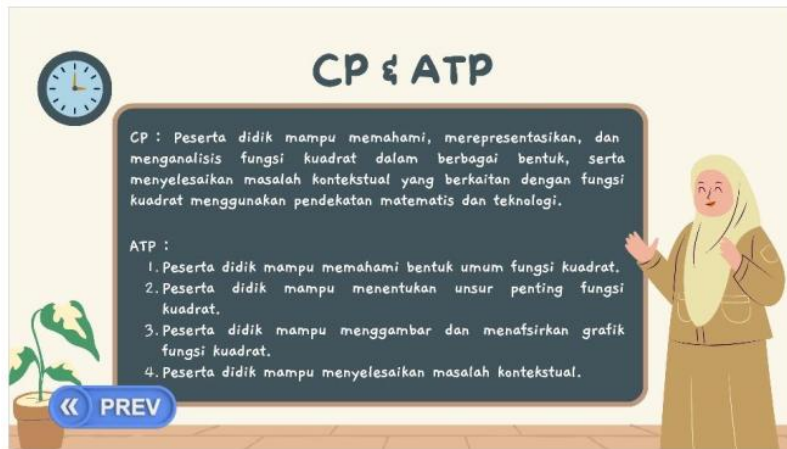 CP & ATP
CP : Peserta didik mampu memahami, merepresentasikan, dan
menganalisis fungsi kuadrat dalam berbagai bentuk, serta
menyelesaikan masalah kontekstual yang berkaitan dengan fungsi
kuadrat menggunakan pendekatan matematis dan teknologi.
ATP :
1. Peserta didik mampu memahami bentuk umum fungsi kuadrat.
2. Peserta didik mampu menentukan unsur penting fungsi
kuadrat.
3. Peserta didik mampu menggambar dan menafsirkan grafik
fungsi kuadrat.
4. Peserta didik mampu menyelesaikan masalah kontekstual.
PREV